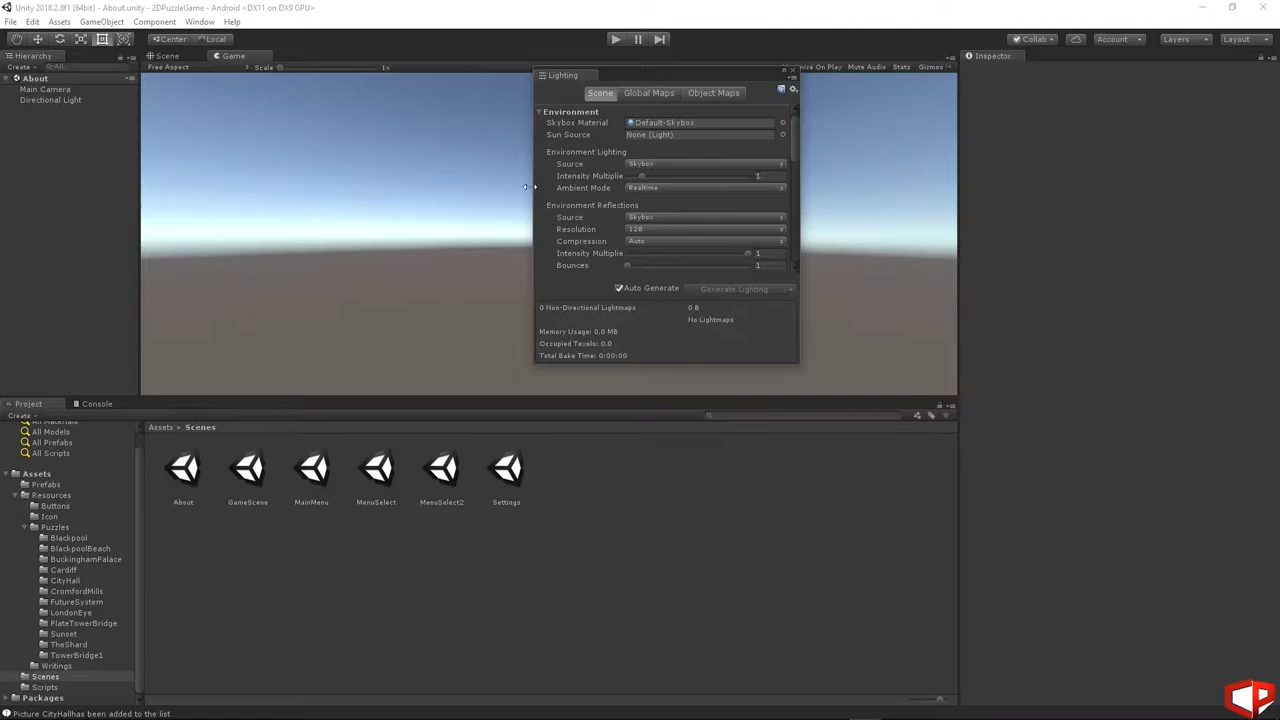 Unity 2018.2.8f1 (64bit) - About.unity - 2DPuzzleGame - Android <DX11 on DX9 GPU>
File Edit Assets GameObject Component Window Help
Center Local Collab Account Layers Layout
Hierarchy Scene Game Inspector
Create All Free Aspect Scale 1x Mute Audio Stats Gizmos
About
Main Camera
Directional Light
Lighting
Scene Global Maps Object Maps
Environment
Skybox Material Default-Skybox
Sun Source None (Light)
Environment Lighting
Source Skybox
Intensity Multiplie 1
Ambient Mode Realtime
Environment Reflections
Source Skybox
Resolution 128
Compression Auto
Intensity Multiplie 1
Bounces 1
Auto Generate Generate Lighting
0 Non-Directional Lightmaps 0 B
No Lightmaps
Memory Usage: 0.0 MB
Occupied Texels: 0.0
Total Bake Time: 0:00:00
Project Console
Create
All Materials
All Models
All Prefabs
All Scripts
Assets
Prefabs
Resources
Buttons
Icon
Puzzles
Blackpool
BlackpoolBeach
BuckinghamPalace
Cardiff
CityHall
CromfordMills
FutureSystem
LondonEye
PlateTowerBridge
Sunset
TheShard
TowerBridge1
Writings
Scenes
Scripts
Packages
Assets Scenes
About GameScene MainMenu MenuSelect MenuSelect2 Settings
Picture CityHallhas been added to the list